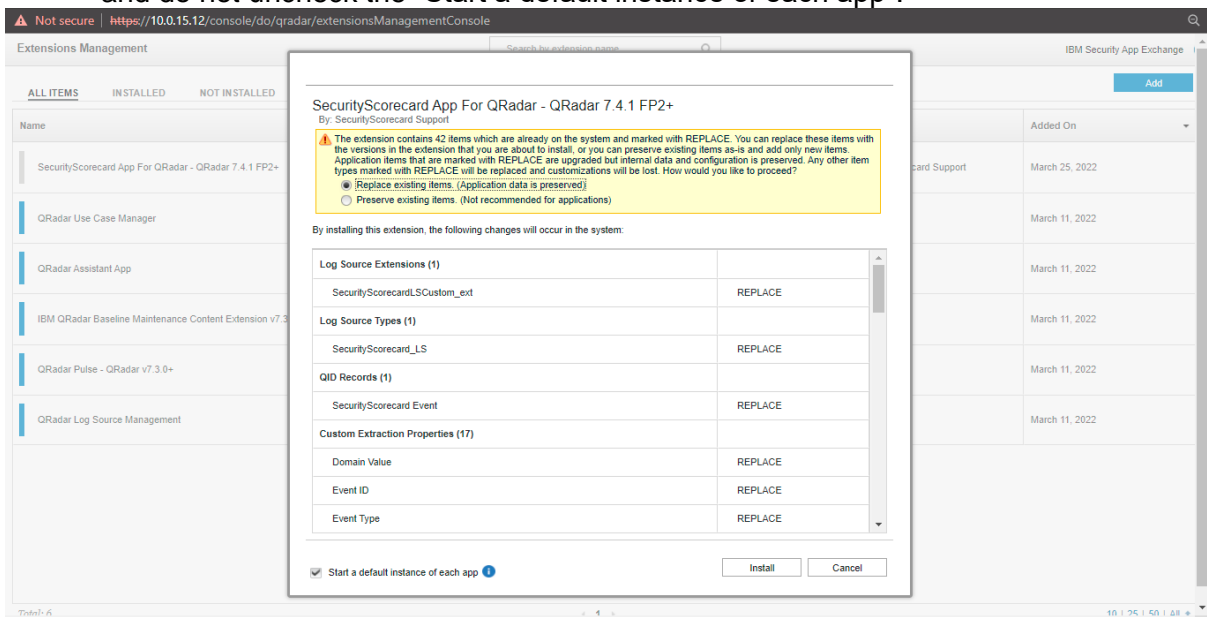 and do not uncheck the "Start a default instance of each app".
Not secure | https://10.0.15.12/console/do/qradar/extensionsManagementConsole
Extensions Management
Search by extension name
IBM Security App Exchange
ALL ITEMS INSTALLED NOT INSTALLED
Add
Name
Added On
SecurityScorecard App For QRadar - QRadar 7.4.1 FP2+
card Support
March 25, 2022
QRadar Use Case Manager
March 11, 2022
QRadar Assistant App
March 11, 2022
IBM QRadar Baseline Maintenance Content Extension v7.3
March 11, 2022
QRadar Pulse - QRadar v7.3.0+
March 11, 2022
QRadar Log Source Management
March 11, 2022
SecurityScorecard App For QRadar - QRadar 7.4.1 FP2+
By: SecurityScorecard Support
The extension contains 42 items which are already on the system and marked with REPLACE. You can replace these items with
the versions in the extension that you are about to install, or you can preserve existing items as-is and add only new items.
Application items that are marked with REPLACE are upgraded but internal data and configuration is preserved. Any other item
types marked with REPLACE will be replaced and customizations will be lost. How would you like to proceed?
Replace existing items. (Application data is preserved)
Preserve existing items. (Not recommended for applications)
By installing this extension, the following changes will occur in the system:
Log Source Extensions (1)
SecurityScorecardLSCustom_ext REPLACE
Log Source Types (1)
SecurityScorecard_LS REPLACE
QID Records (1)
SecurityScorecard Event REPLACE
Custom Extraction Properties (17)
Domain Value REPLACE
Event ID REPLACE
Event Type REPLACE
Start a default instance of each app
Install Cancel
Total: 6
< 1 >
10 | 25 | 50 | All